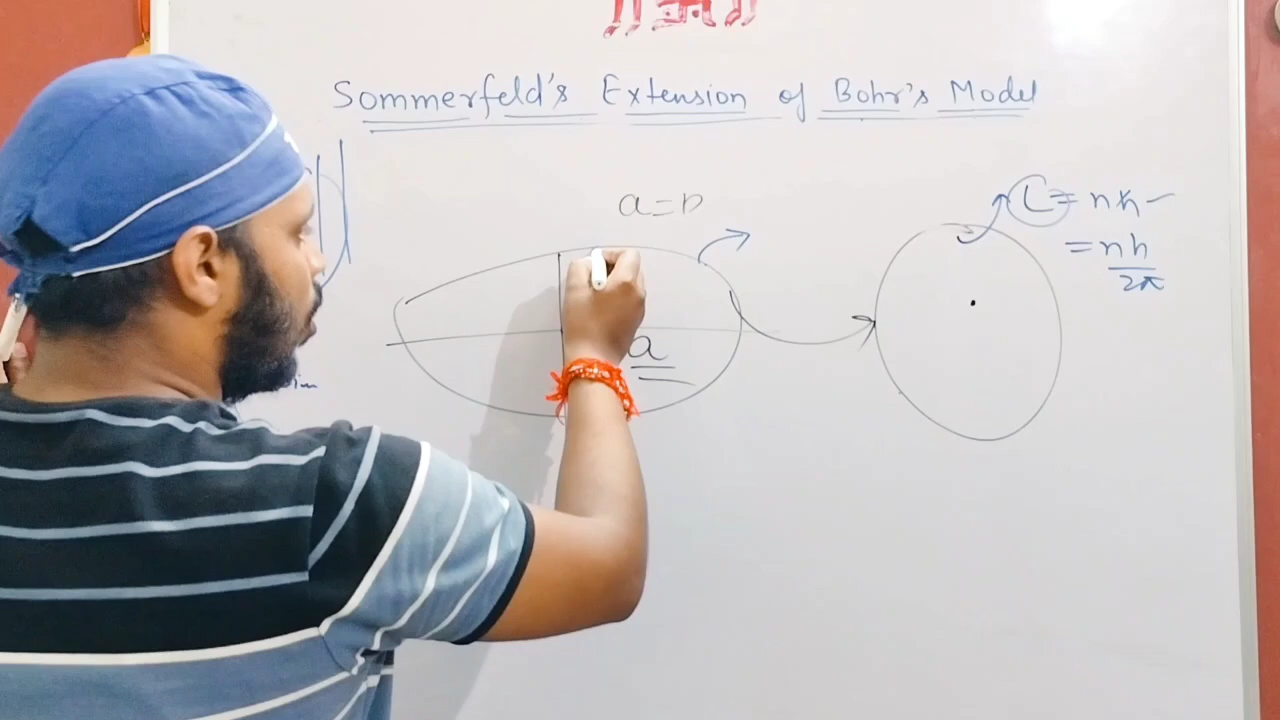 Sommerfeld's Extension of Bohr's Model
a=b
L = nħ
= nh
2π
a